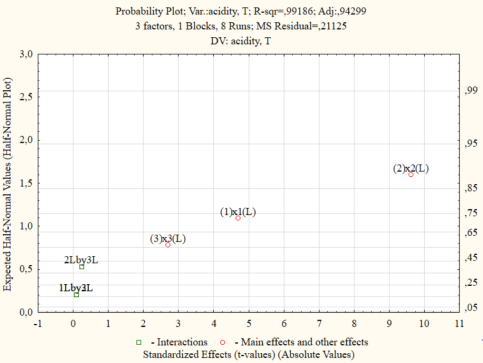 Probability Plot; Var.:acidity, T; R-sqr=,99186; Adj:,94299
3 factors, 1 Blocks, 8 Runs; MS Residual=,21125
DV: acidity, T
Expected Half-Normal Values (Half-Normal Plot)
3,0
2,5
2,0
1,5
1,0
0,5
0,0
,99
,95
,85
,75
,65
,45
,25
,05
(2)x2(L)
(1)x1(L)
(3)x3(L)
2Lby3L
-1 0 1 2 3 4 5 6 7 8 9 10 11
- Interactions - Main effects and other effects
Standardized Effects (t-values) (Absolute Values)